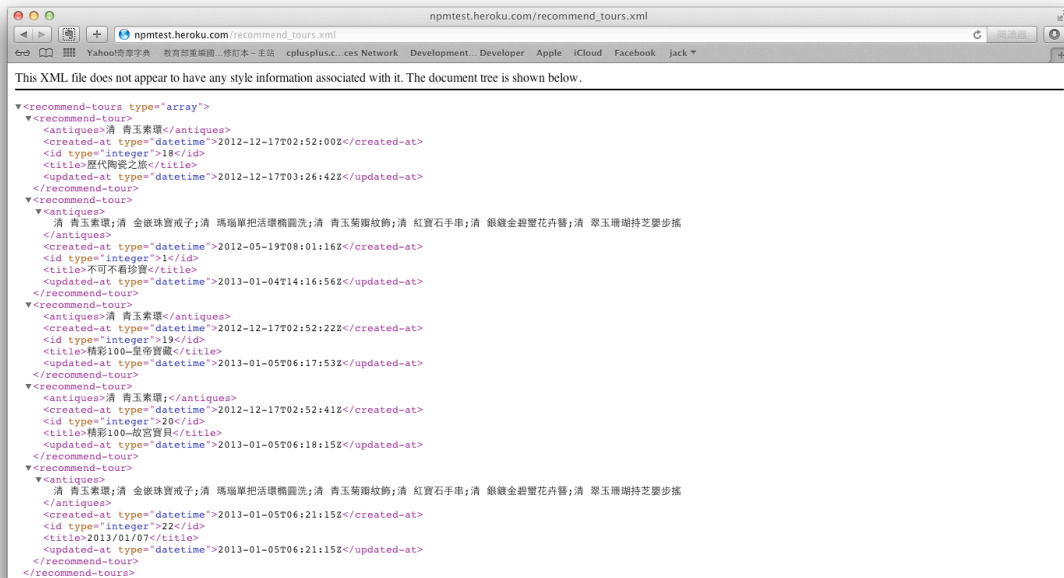 npmtest.heroku.com/recommend_tours.xml
npmtest.heroku.com/recommend_tours.xml 閱讀器
Yahoo!奇摩字典 教育部重編國...修訂本-主站 cplusplus.c...ces Network Development... Developer Apple iCloud Facebook jack ▼
This XML file does not appear to have any style information associated with it. The document tree is shown below.
▼<recommend-tours type="array">
▼<recommend-tour>
<antiques>清 青玉素環</antiques>
<created-at type="datetime">2012-12-17T02:52:00Z</created-at>
<id type="integer">18</id>
<title>歷代陶瓷之旅</title>
<updated-at type="datetime">2012-12-17T03:26:42Z</updated-at>
</recommend-tour>
▼<recommend-tour>
▼<antiques>
清 青玉素環;清 金嵌珠寶戒子;清 瑪瑙單把活環橢圓洗;清 青玉菊瓣紋飾;清 紅寶石手串;清 銀鍍金碧璽花卉簪;清 翠玉珊瑚持芝嬰步搖
</antiques>
<created-at type="datetime">2012-05-19T08:01:16Z</created-at>
<id type="integer">1</id>
<title>不可不看珍寶</title>
<updated-at type="datetime">2013-01-04T14:16:56Z</updated-at>
</recommend-tour>
▼<recommend-tour>
<antiques>清 青玉素環</antiques>
<created-at type="datetime">2012-12-17T02:52:22Z</created-at>
<id type="integer">19</id>
<title>精彩100—皇帝寶藏</title>
<updated-at type="datetime">2013-01-05T06:17:53Z</updated-at>
</recommend-tour>
▼<recommend-tour>
<antiques>清 青玉素環;</antiques>
<created-at type="datetime">2012-12-17T02:52:41Z</created-at>
<id type="integer">20</id>
<title>精彩100—故宮寶貝</title>
<updated-at type="datetime">2013-01-05T06:18:15Z</updated-at>
</recommend-tour>
▼<recommend-tour>
▼<antiques>
清 青玉素環;清 金嵌珠寶戒子;清 瑪瑙單把活環橢圓洗;清 青玉菊瓣紋飾;清 紅寶石手串;清 銀鍍金碧璽花卉簪;清 翠玉珊瑚持芝嬰步搖
</antiques>
<created-at type="datetime">2013-01-05T06:21:15Z</created-at>
<id type="integer">22</id>
<title>2013/01/07</title>
<updated-at type="datetime">2013-01-05T06:21:15Z</updated-at>
</recommend-tour>
</recommend-tours>